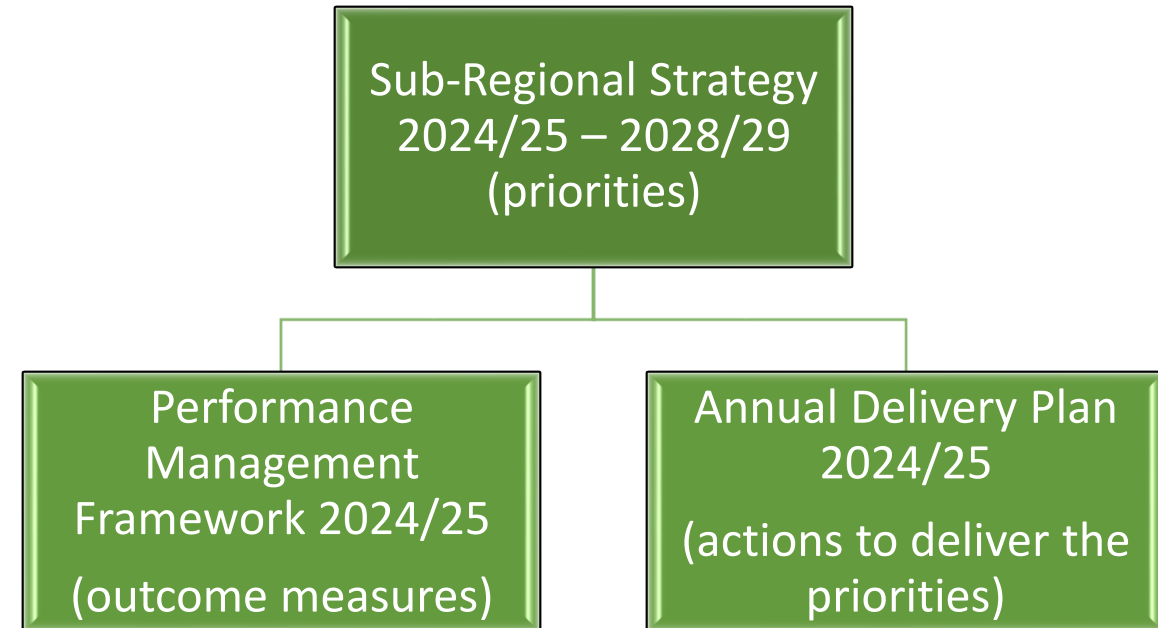 Sub-Regional Strategy
2024/25 – 2028/29
(priorities)
Performance
Management
Framework 2024/25
(outcome measures)
Annual Delivery Plan
2024/25
(actions to deliver the
priorities)